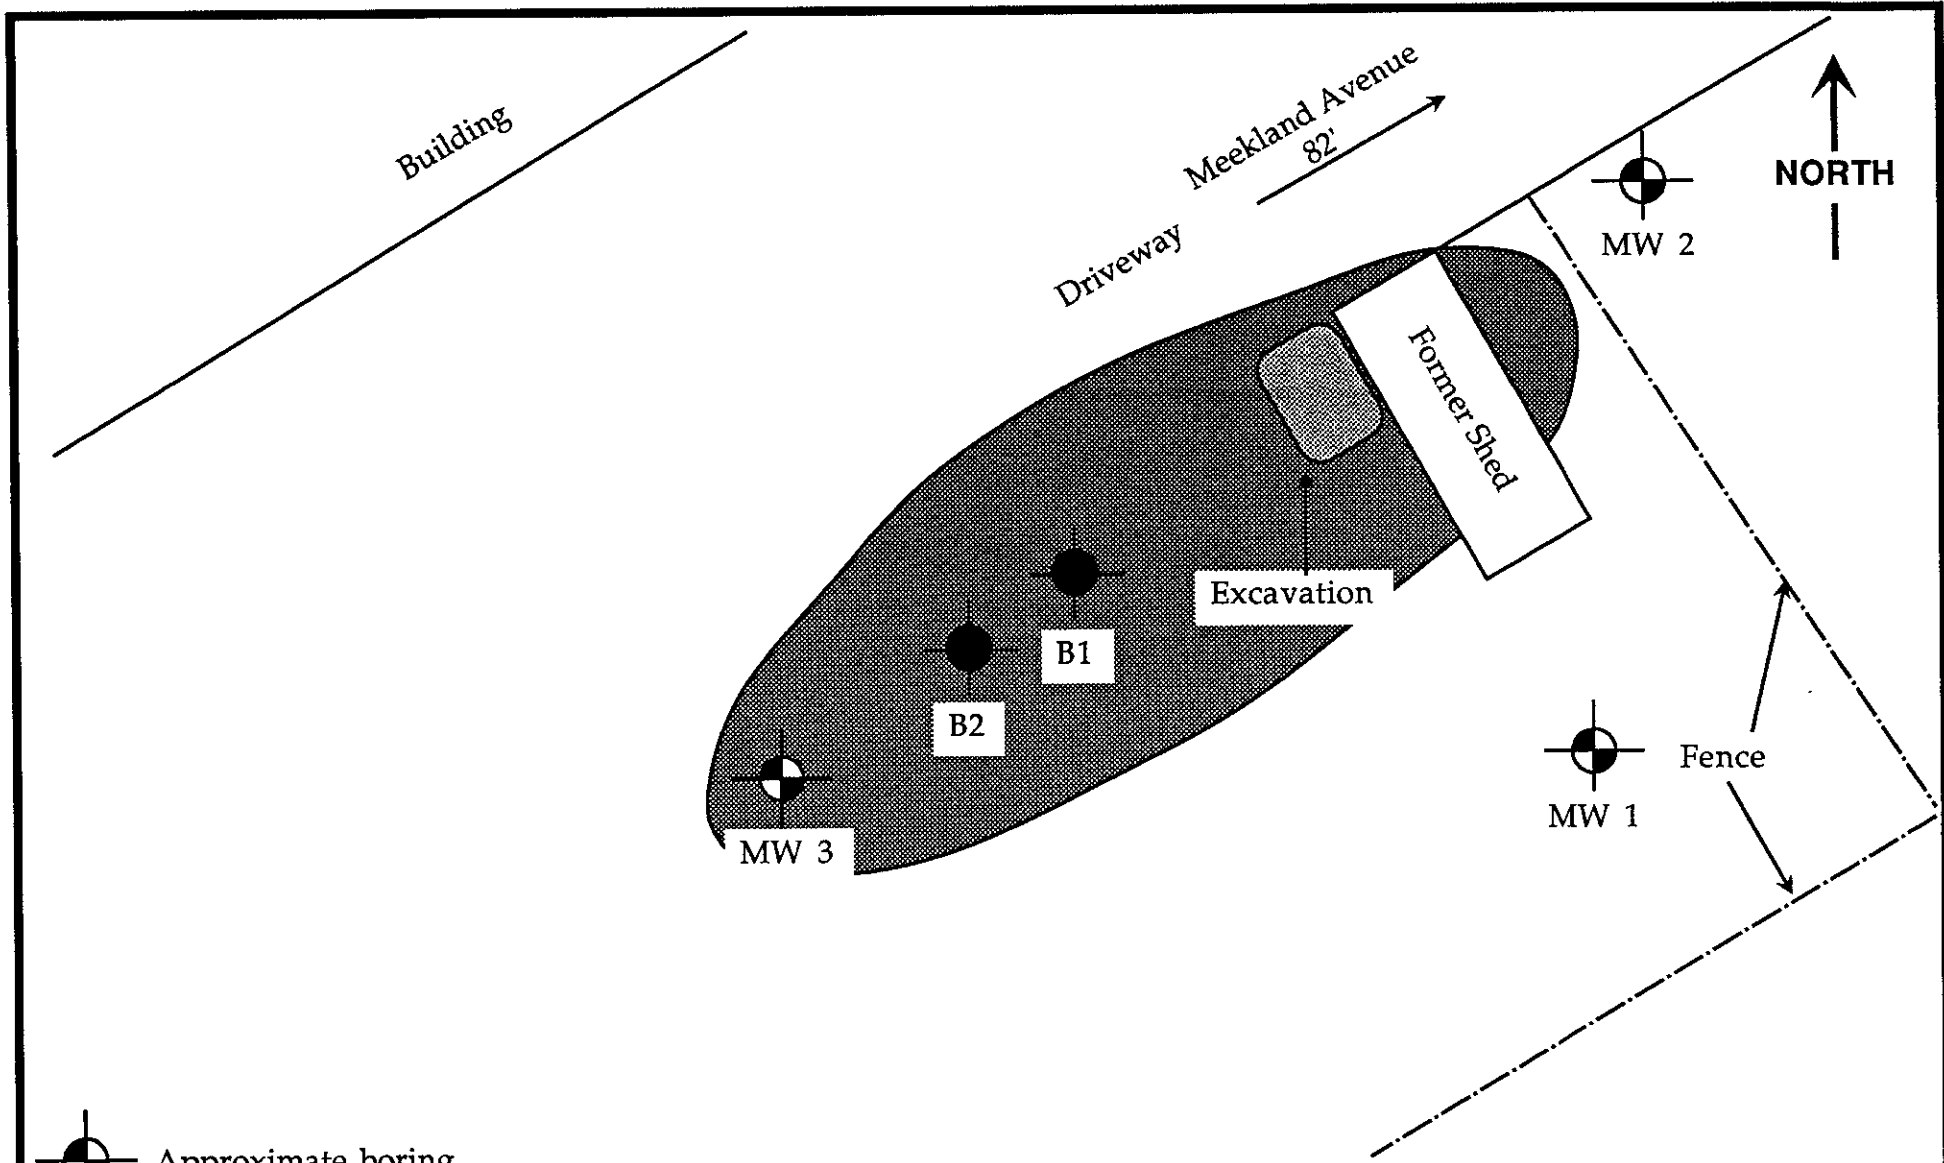 Building
Meekland Avenue
82'
NORTH
MW 2
Driveway
Former Shed
Excavation
B1
B2
MW 3
MW 1
Fence
Approximate boring